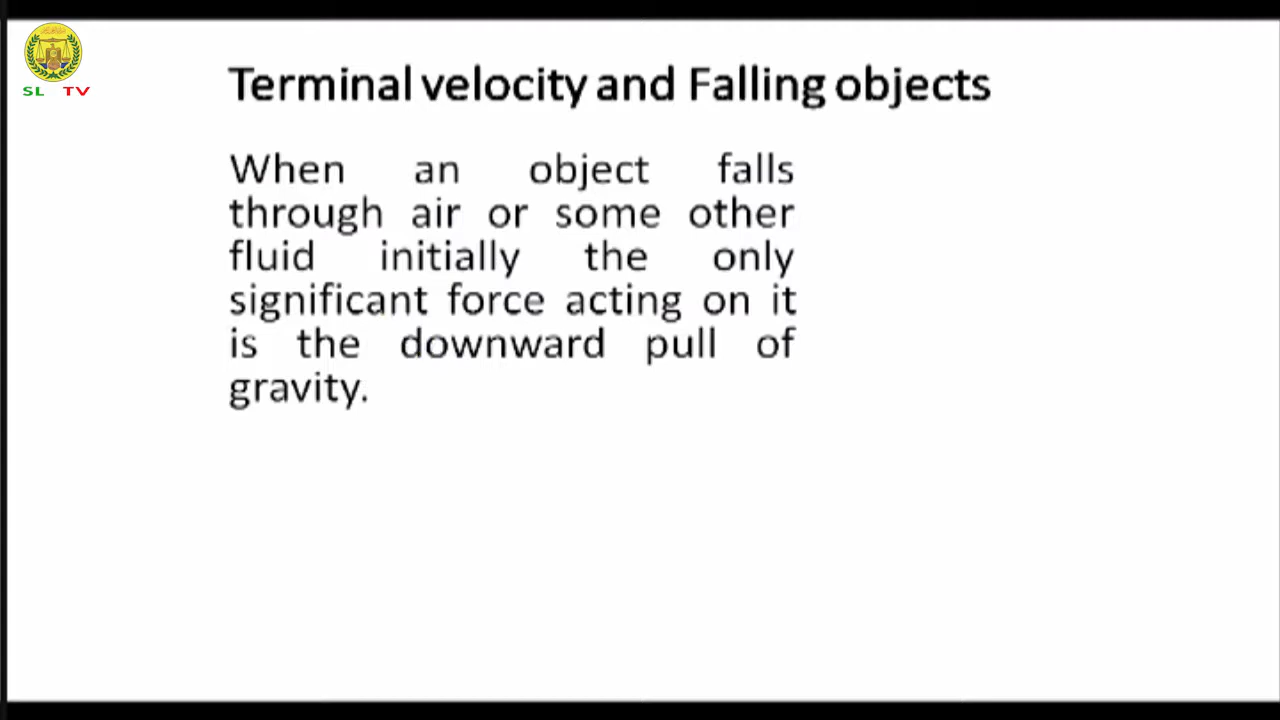 SL TV
Terminal velocity and Falling objects
When an object falls
through air or some other
fluid initially the only
significant force acting on it
is the downward pull of
gravity.